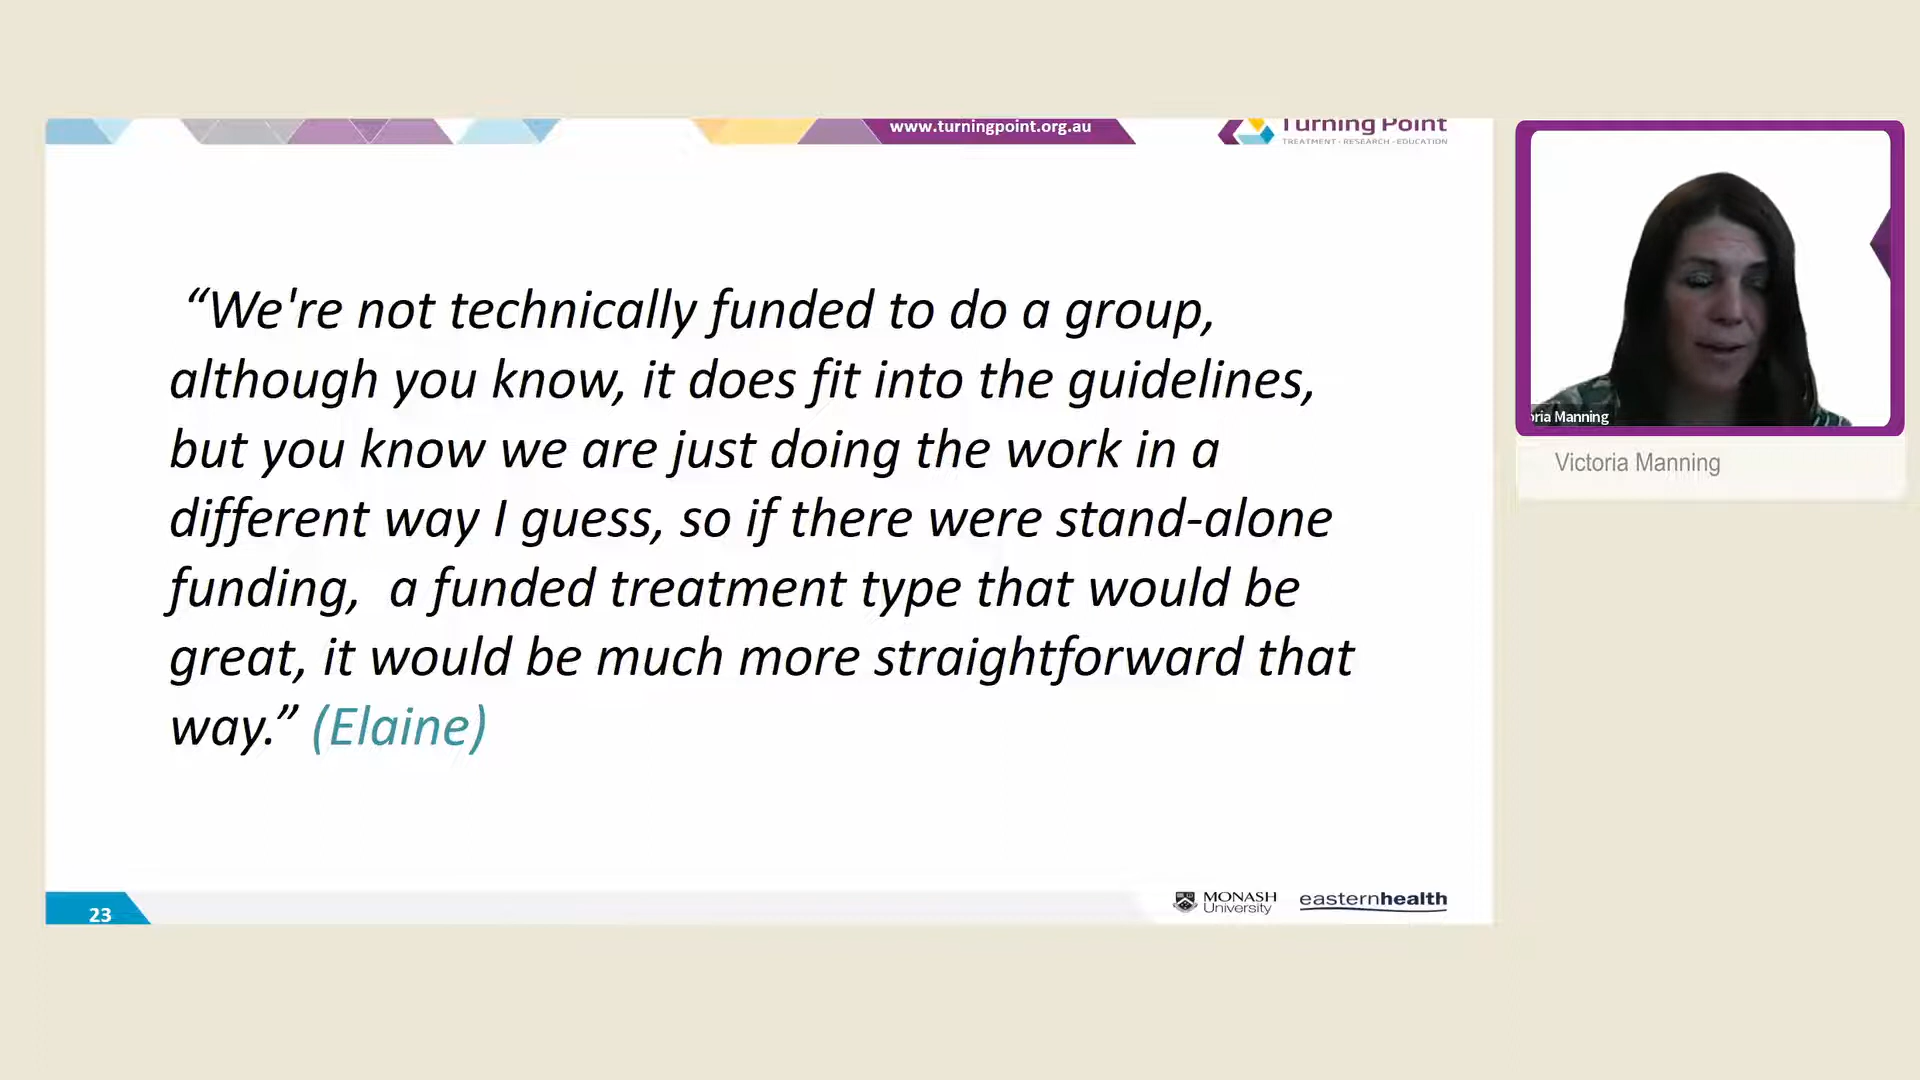 www.turningpoint.org.au
Turning Point
TREATMENT • RESEARCH • EDUCATION
“We're not technically funded to do a group,
although you know, it does fit into the guidelines,
but you know we are just doing the work in a
different way I guess, so if there were stand-alone
funding,  a funded treatment type that would be
great, it would be much more straightforward that
way.” (Elaine)
23
MONASH
University
easternhealth
oria Manning
Victoria Manning